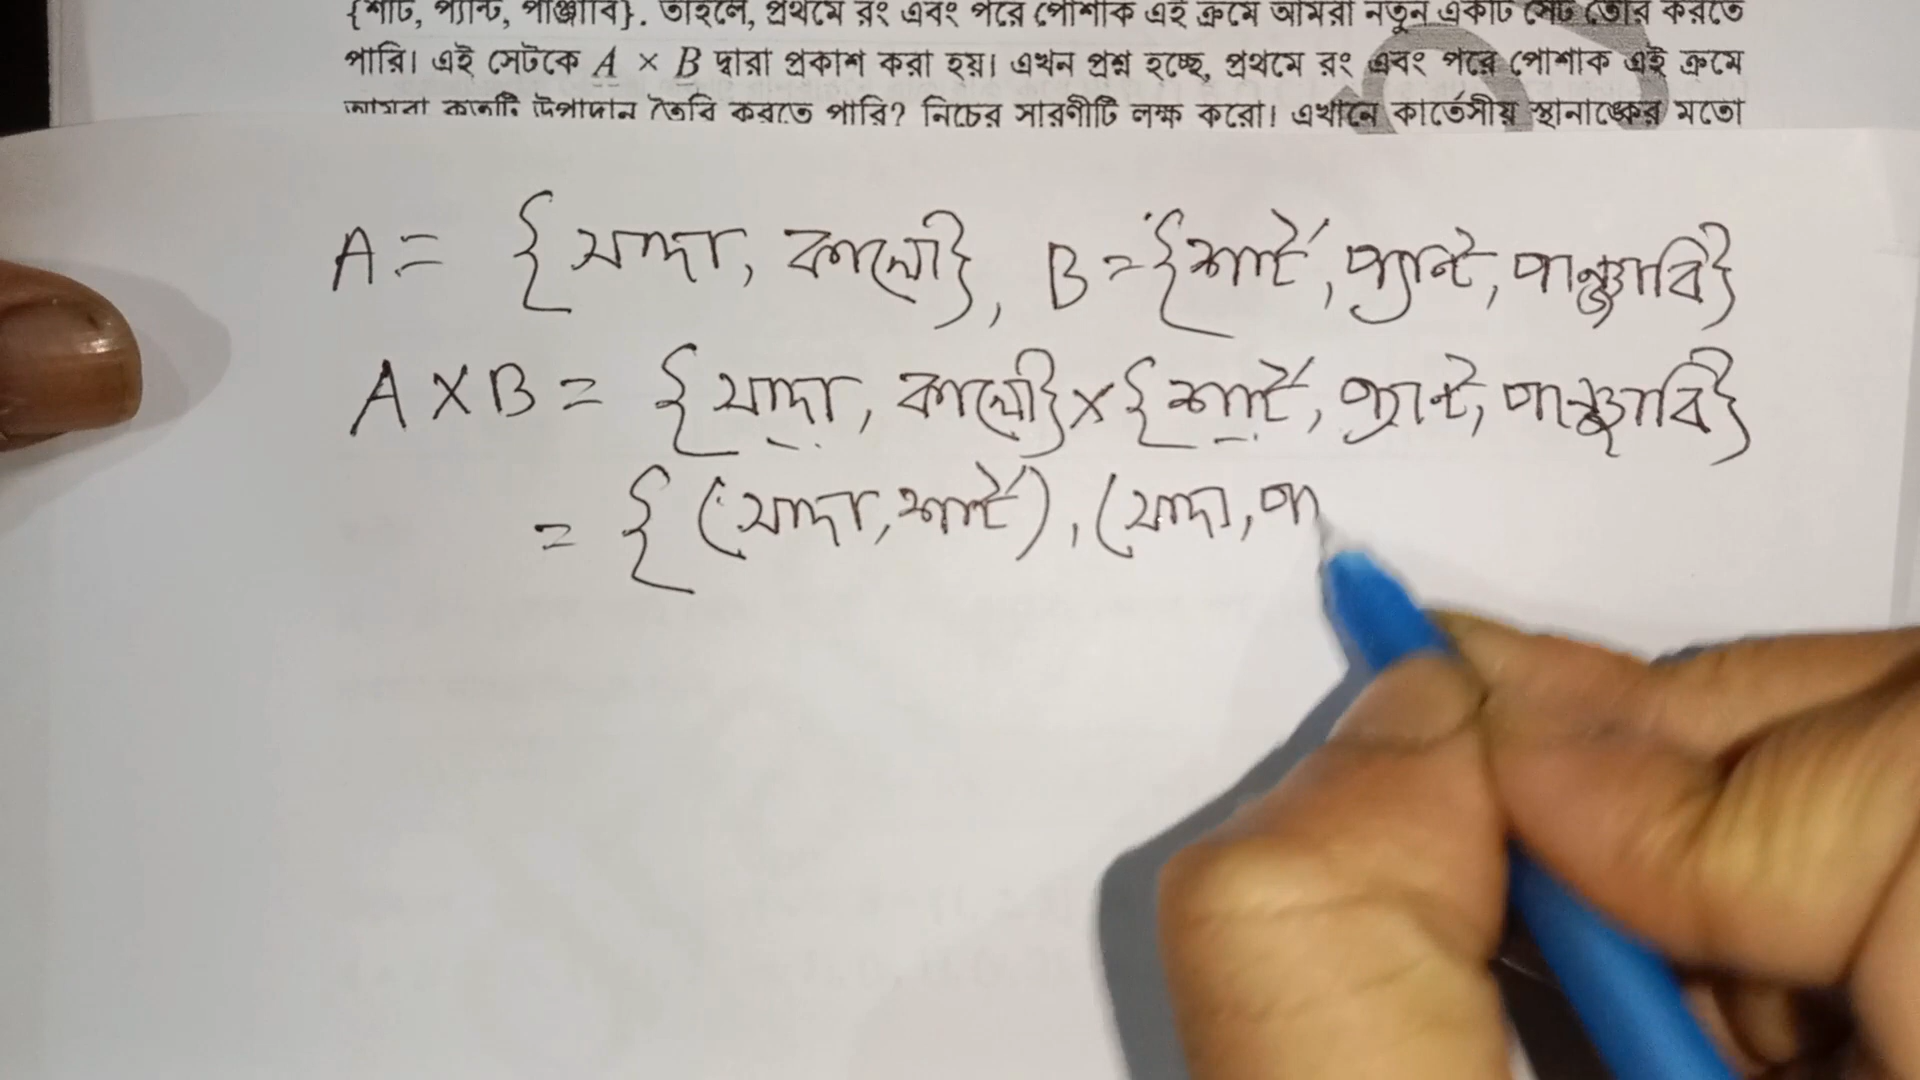 {শার্ট, প্যান্ট, পাঞ্জাবি}. তাহলে, প্রথমে রং এবং পরে পোশাক এই ক্রমে আমরা নতুন একটি সেট তৈরি করতে
পারি। এই সেটকে A × B দ্বারা প্রকাশ করা হয়। এখন প্রশ্ন হচ্ছে, প্রথমে রং এবং পরে পোশাক এই ক্রমে
আমরা কতটি উপাদান তৈরি করতে পারি? নিচের সারণীটি লক্ষ করো। এখানে কার্তেসীয় স্থানাঙ্কের মতো
A = {সাদা, কালো}, B = {শার্ট, প্যান্ট, পাঞ্জাবি}
A × B = {সাদা, কালো} × {শার্ট, প্যান্ট, পাঞ্জাবি}
= { (সাদা, শার্ট), (সাদা, পা